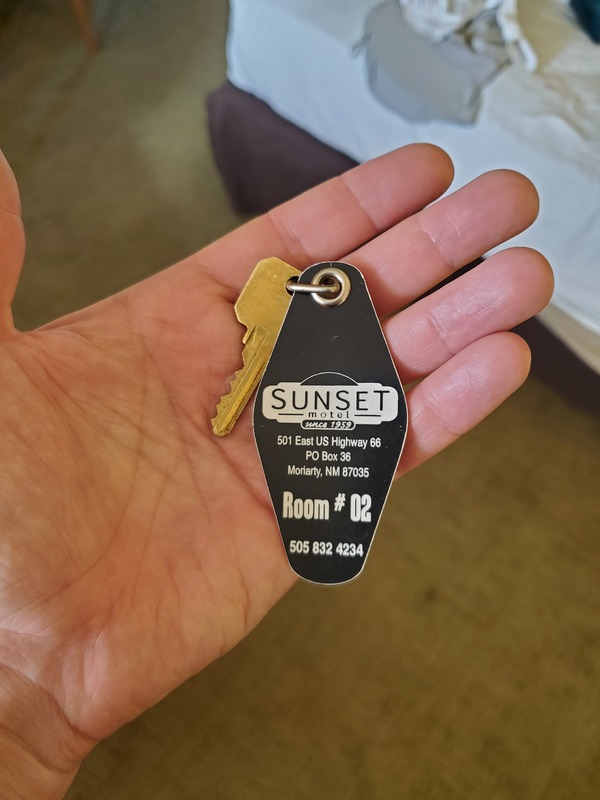 SUNSET
motel
since 1959
501 East US Highway 66
PO Box 36
Moriarty, NM 87035
Room # 02
505 832 4234